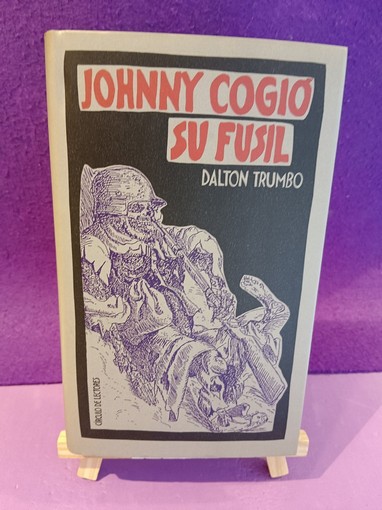 JOHNNY COGIÓ
SU FUSIL
DALTON TRUMBO
CÍRCULO DE LECTORES